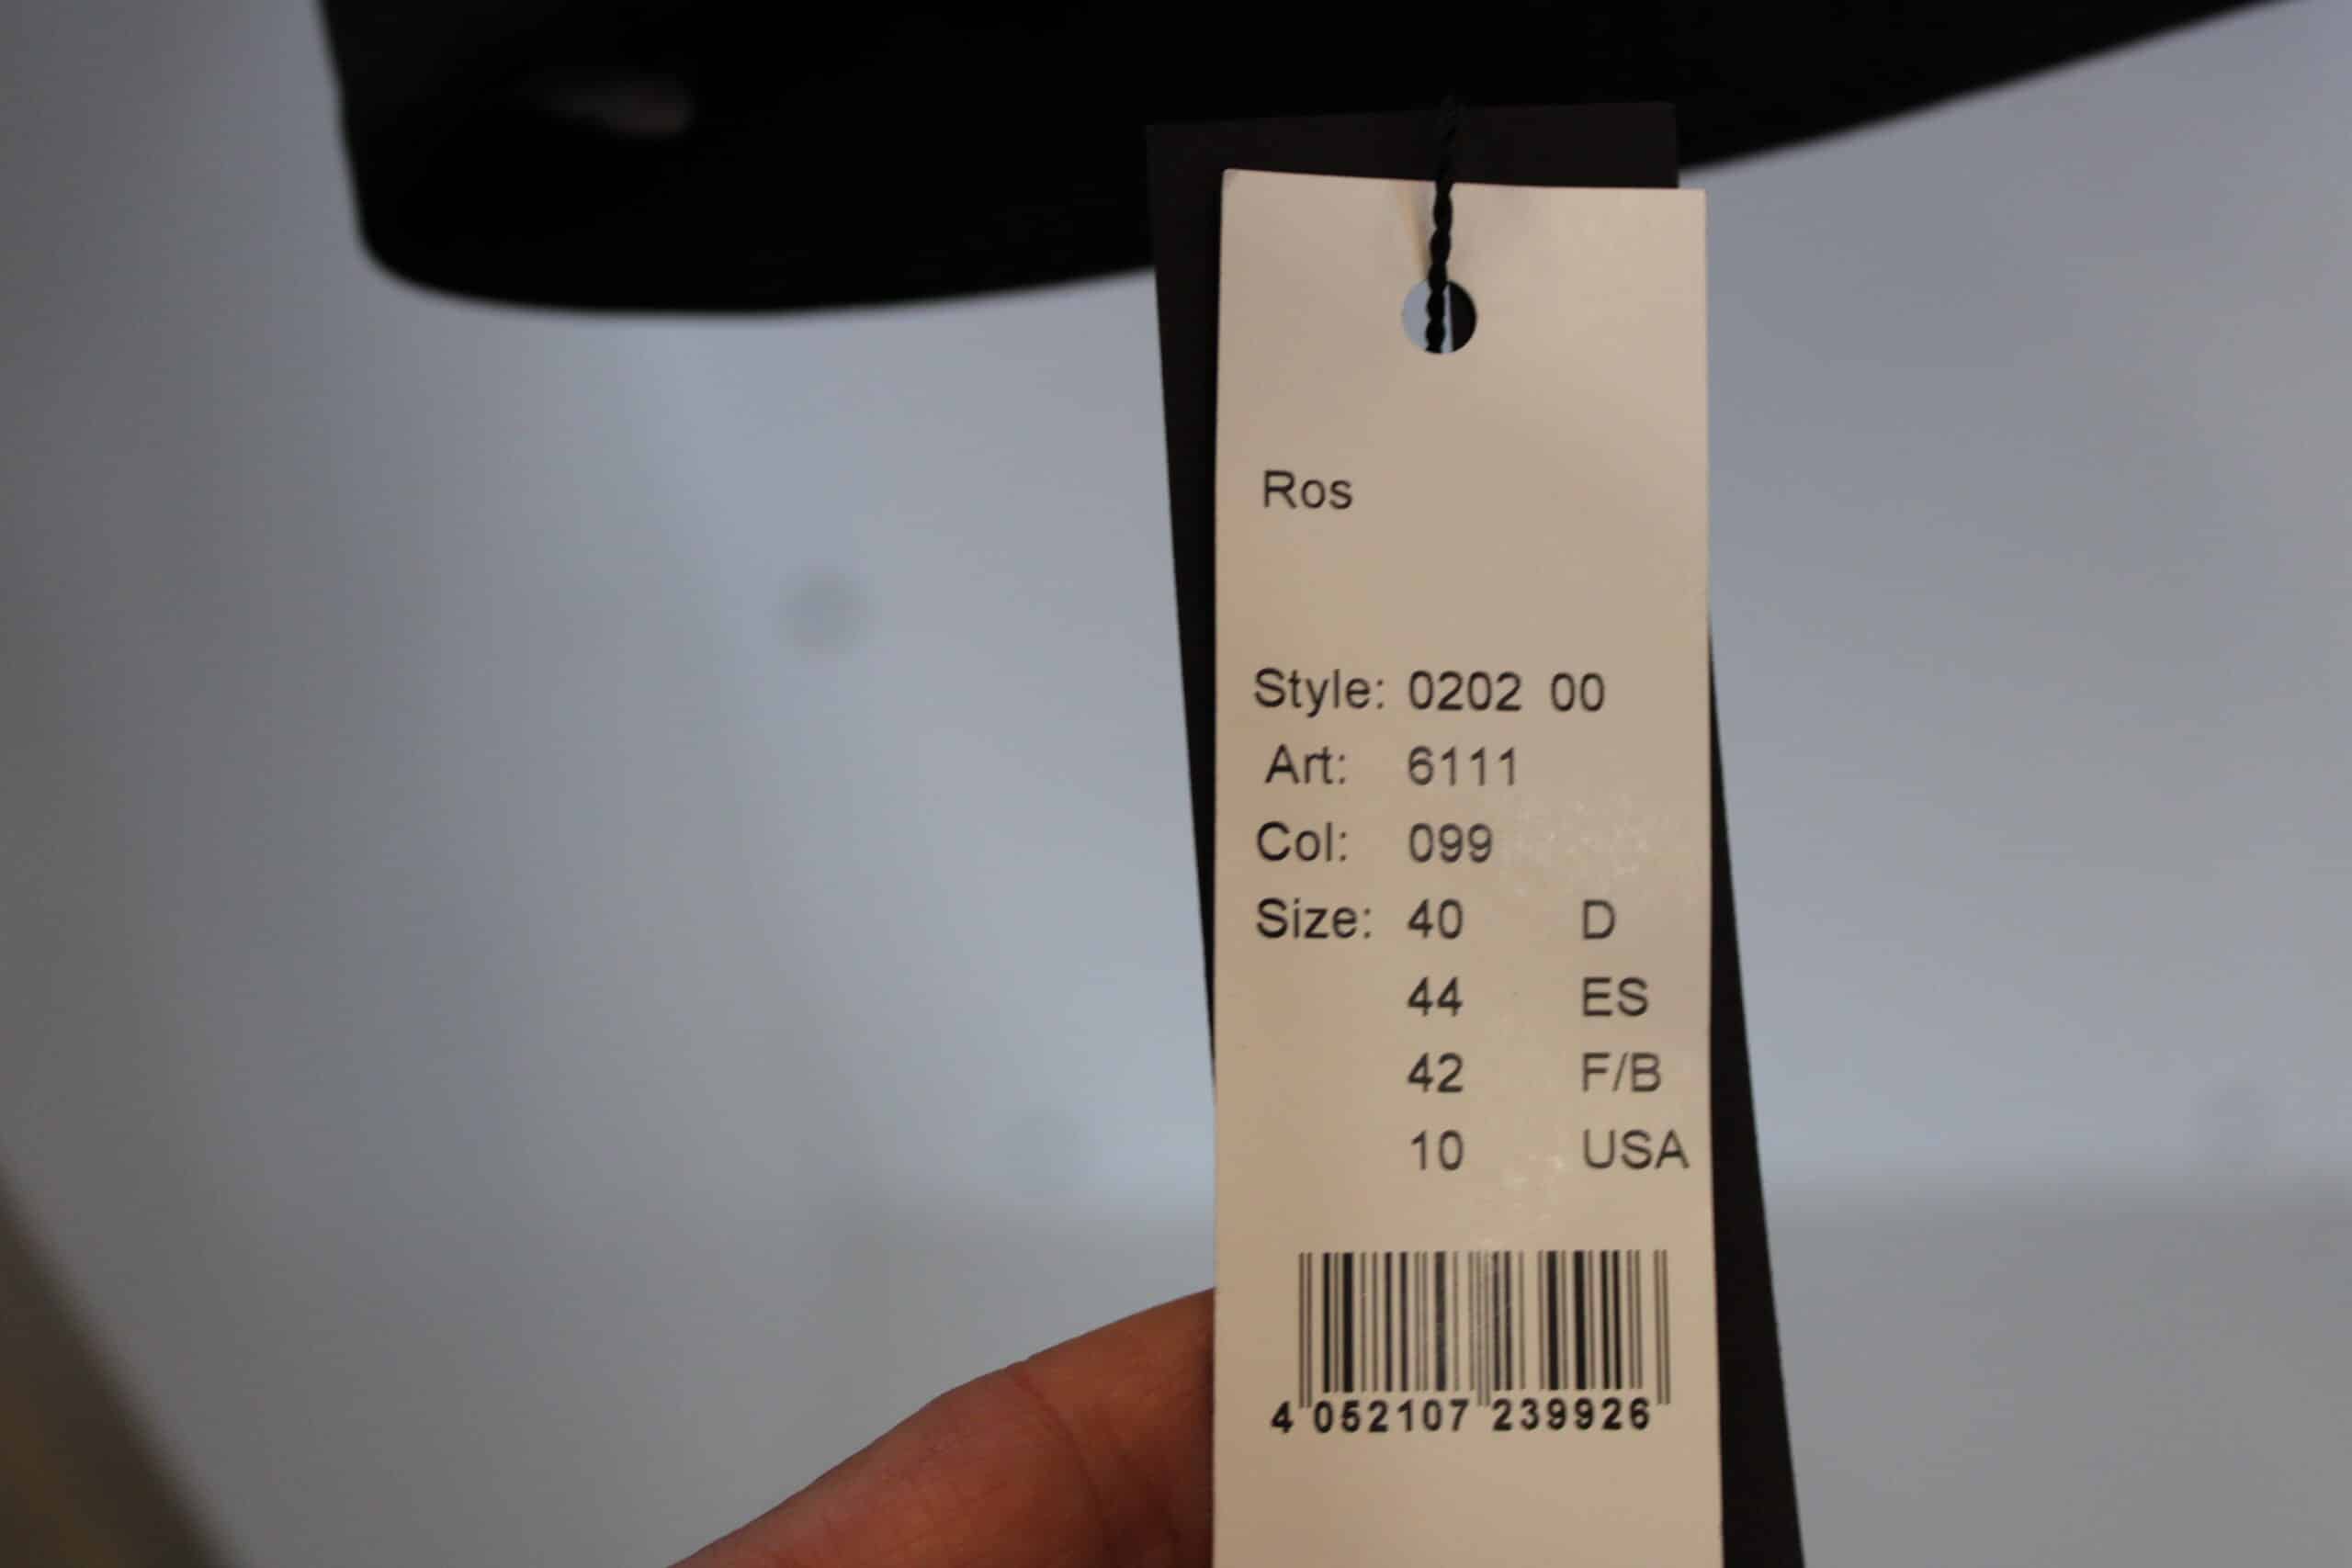 Ros
Style: 0202 00
Art: 6111
Col: 099
Size: 40 D
44 ES
42 F/B
10 USA
4 052107 239926